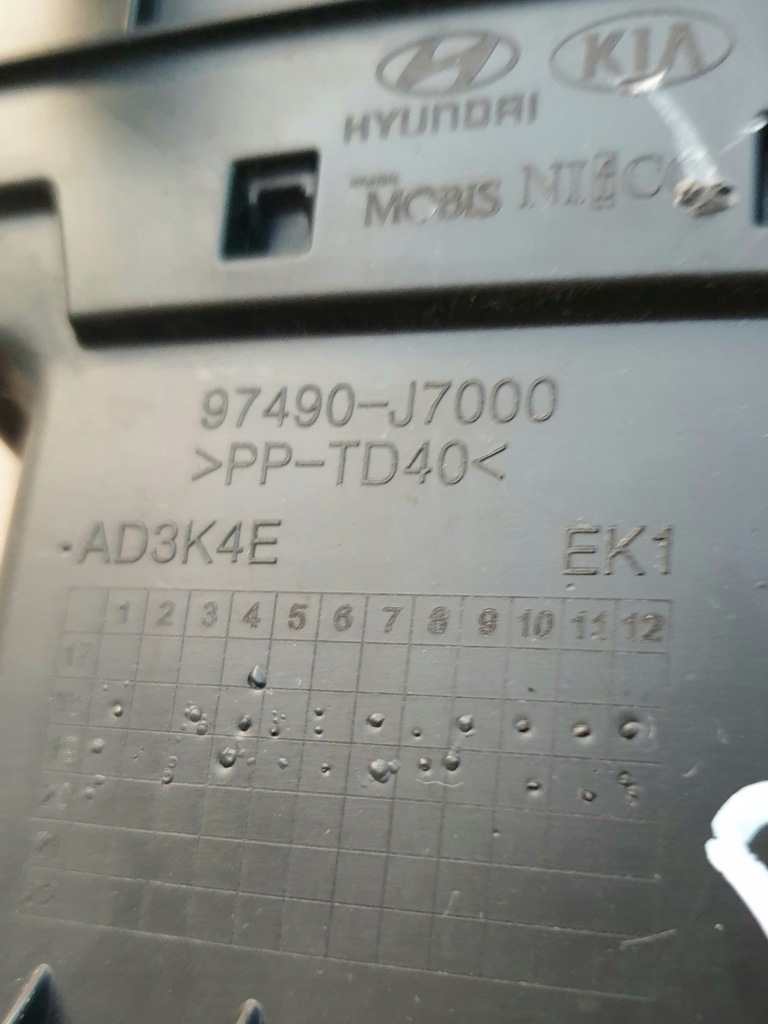 HYUNDAI KIA
MOBIS
97490-J7000
>PP-TD40<
AD3K4E EK1
1 2 3 4 5 6 7 8 9 10 11 12
17